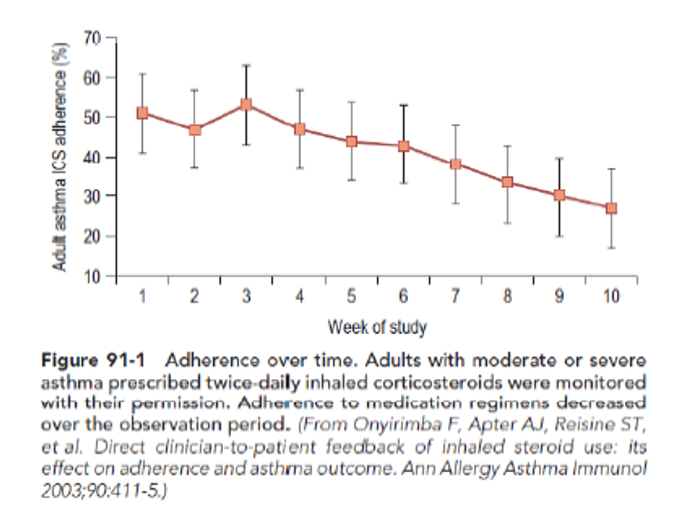 70
60
50
40
30
20
10
Adult asthma ICS adherence (%)
1 2 3 4 5 6 7 8 9 10
Week of study
Figure 91-1 Adherence over time. Adults with moderate or severe
asthma prescribed twice-daily inhaled corticosteroids were monitored
with their permission. Adherence to medication regimens decreased
over the observation period. (From Onyirimba F, Apter AJ, Reisine ST,
et al. Direct clinician-to-patient feedback of inhaled steroid use: its
effect on adherence and asthma outcome. Ann Allergy Asthma Immunol
2003;90:411-5.)